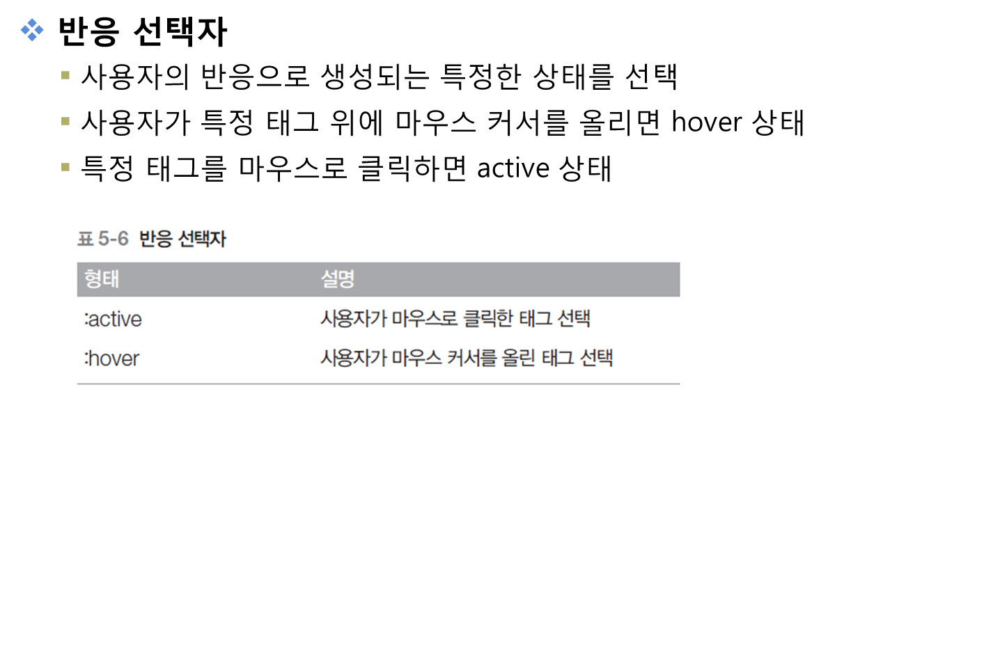 반응 선택자
사용자의 반응으로 생성되는 특정한 상태를 선택
사용자가 특정 태그 위에 마우스 커서를 올리면 hover 상태
특정 태그를 마우스로 클릭하면 active 상태
표 5-6 반응 선택자
형태 설명
:active 사용자가 마우스로 클릭한 태그 선택
:hover 사용자가 마우스 커서를 올린 태그 선택